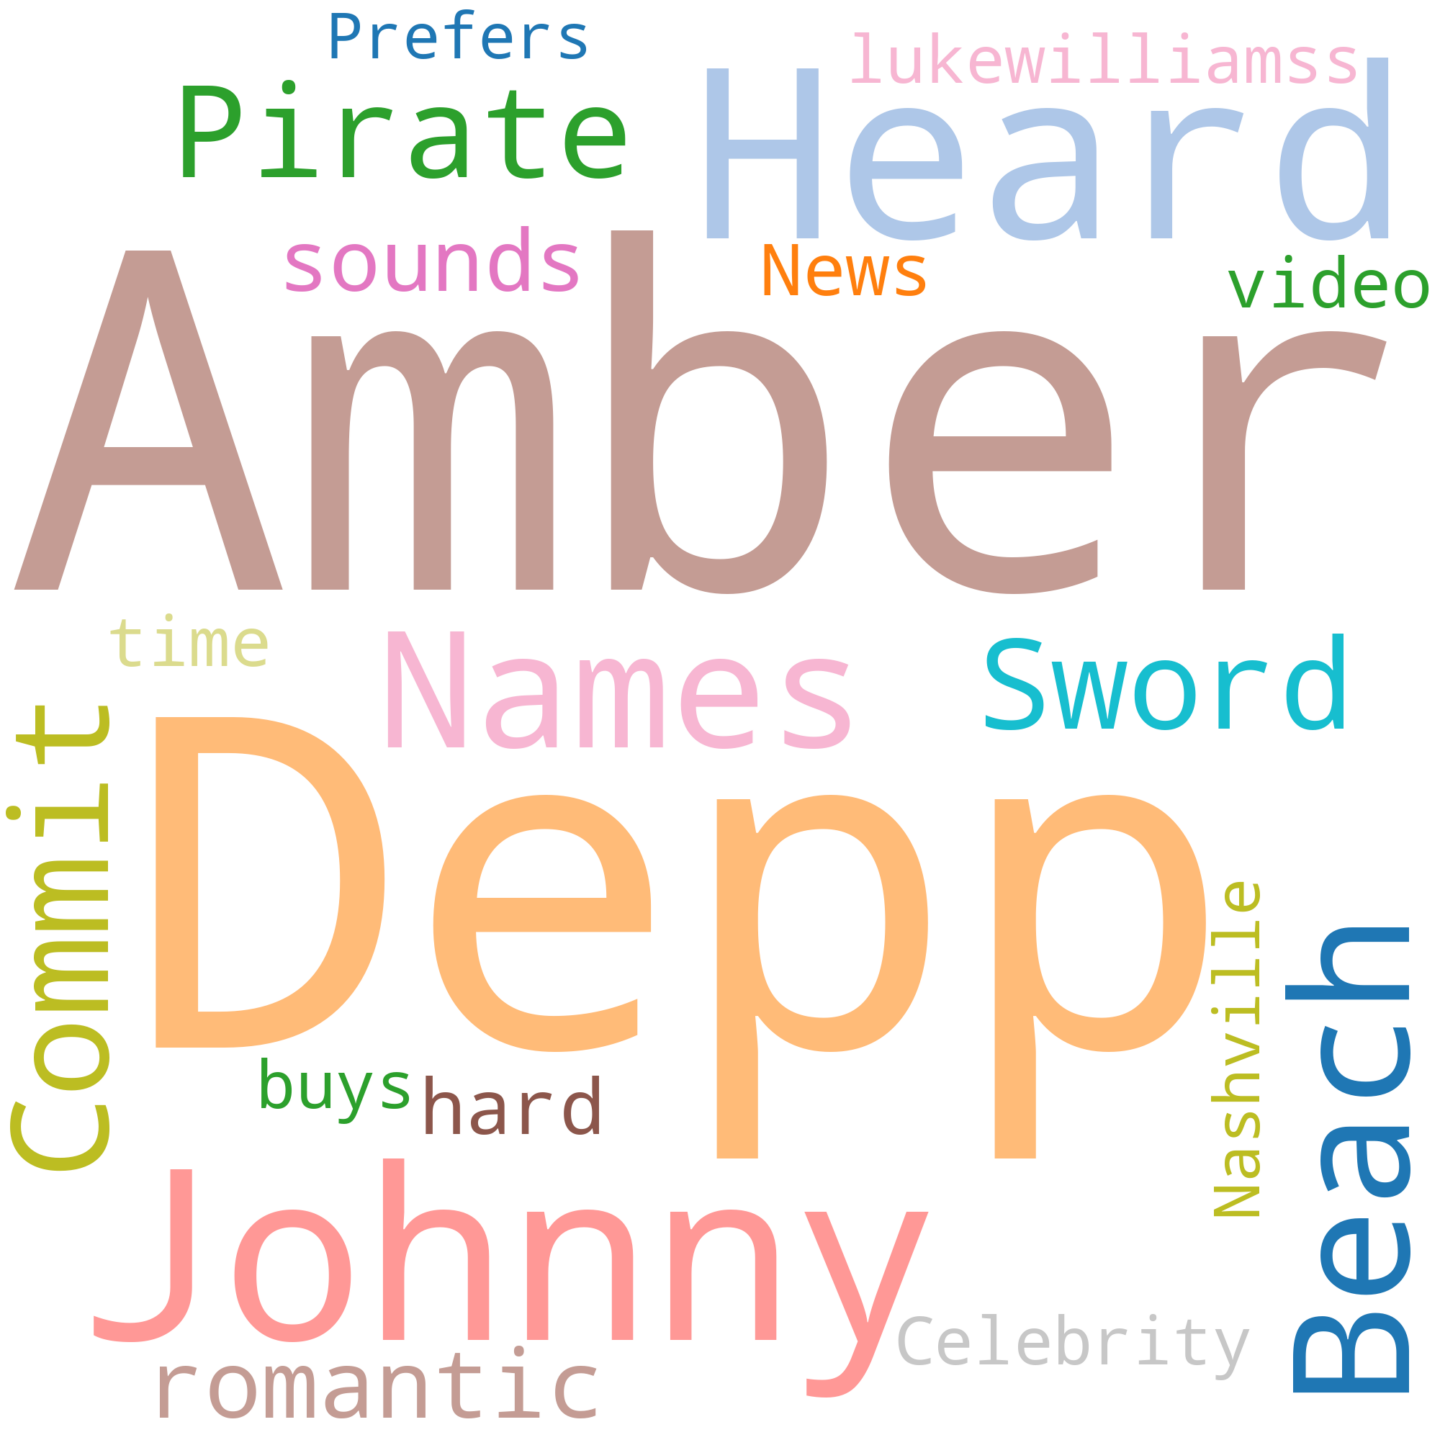 Prefers
lukewilliamss
Pirate
Heard
sounds
News
video
Amber
time
Names
Sword
Commit
Depp
Nashville
Beach
buys
hard
Johnny
Celebrity
romantic